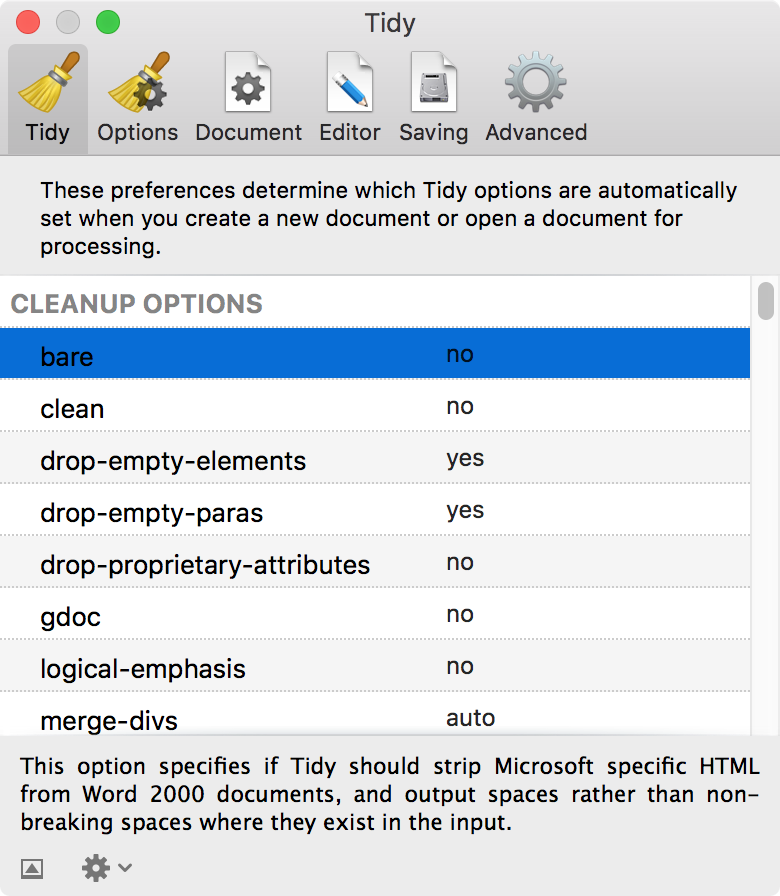 Tidy
Tidy Options Document Editor Saving Advanced
These preferences determine which Tidy options are automatically
set when you create a new document or open a document for
processing.
CLEANUP OPTIONS
bare no
clean no
drop-empty-elements yes
drop-empty-paras yes
drop-proprietary-attributes no
gdoc no
logical-emphasis no
merge-divs auto
This option specifies if Tidy should strip Microsoft specific HTML
from Word 2000 documents, and output spaces rather than non-
breaking spaces where they exist in the input.